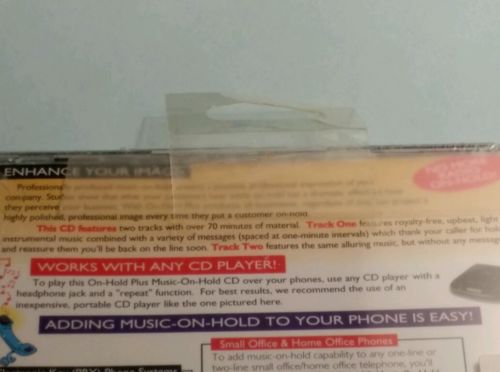 ENHANCE YOUR IMAGE
Professional
company.
they perceive your business.
highly polished, professional image every time they put a customer on-hold.
This CD features two tracks with over 70 minutes of material. Track One features royalty-free, upbeat, light
instrumental music combined with a variety of messages (spaced at one-minute intervals) which thank your caller for hold
and reassure them you'll be back on the line soon. Track Two features the same alluring music, but without any messa
WORKS WITH ANY CD PLAYER!
To play this On-Hold Plus Music-On-Hold CD over your phones, use any CD player with a
headphone jack and a "repeat" function. For best results, we recommend the use of an
inexpensive, portable CD player like the one pictured here.
ADDING MUSIC-ON-HOLD TO YOUR PHONE IS EASY!
Small Office & Home Office Phones
To add music-on-hold capability to any one-line or
two-line small office/home office telephone, you'll
(PBX) Phone Systems